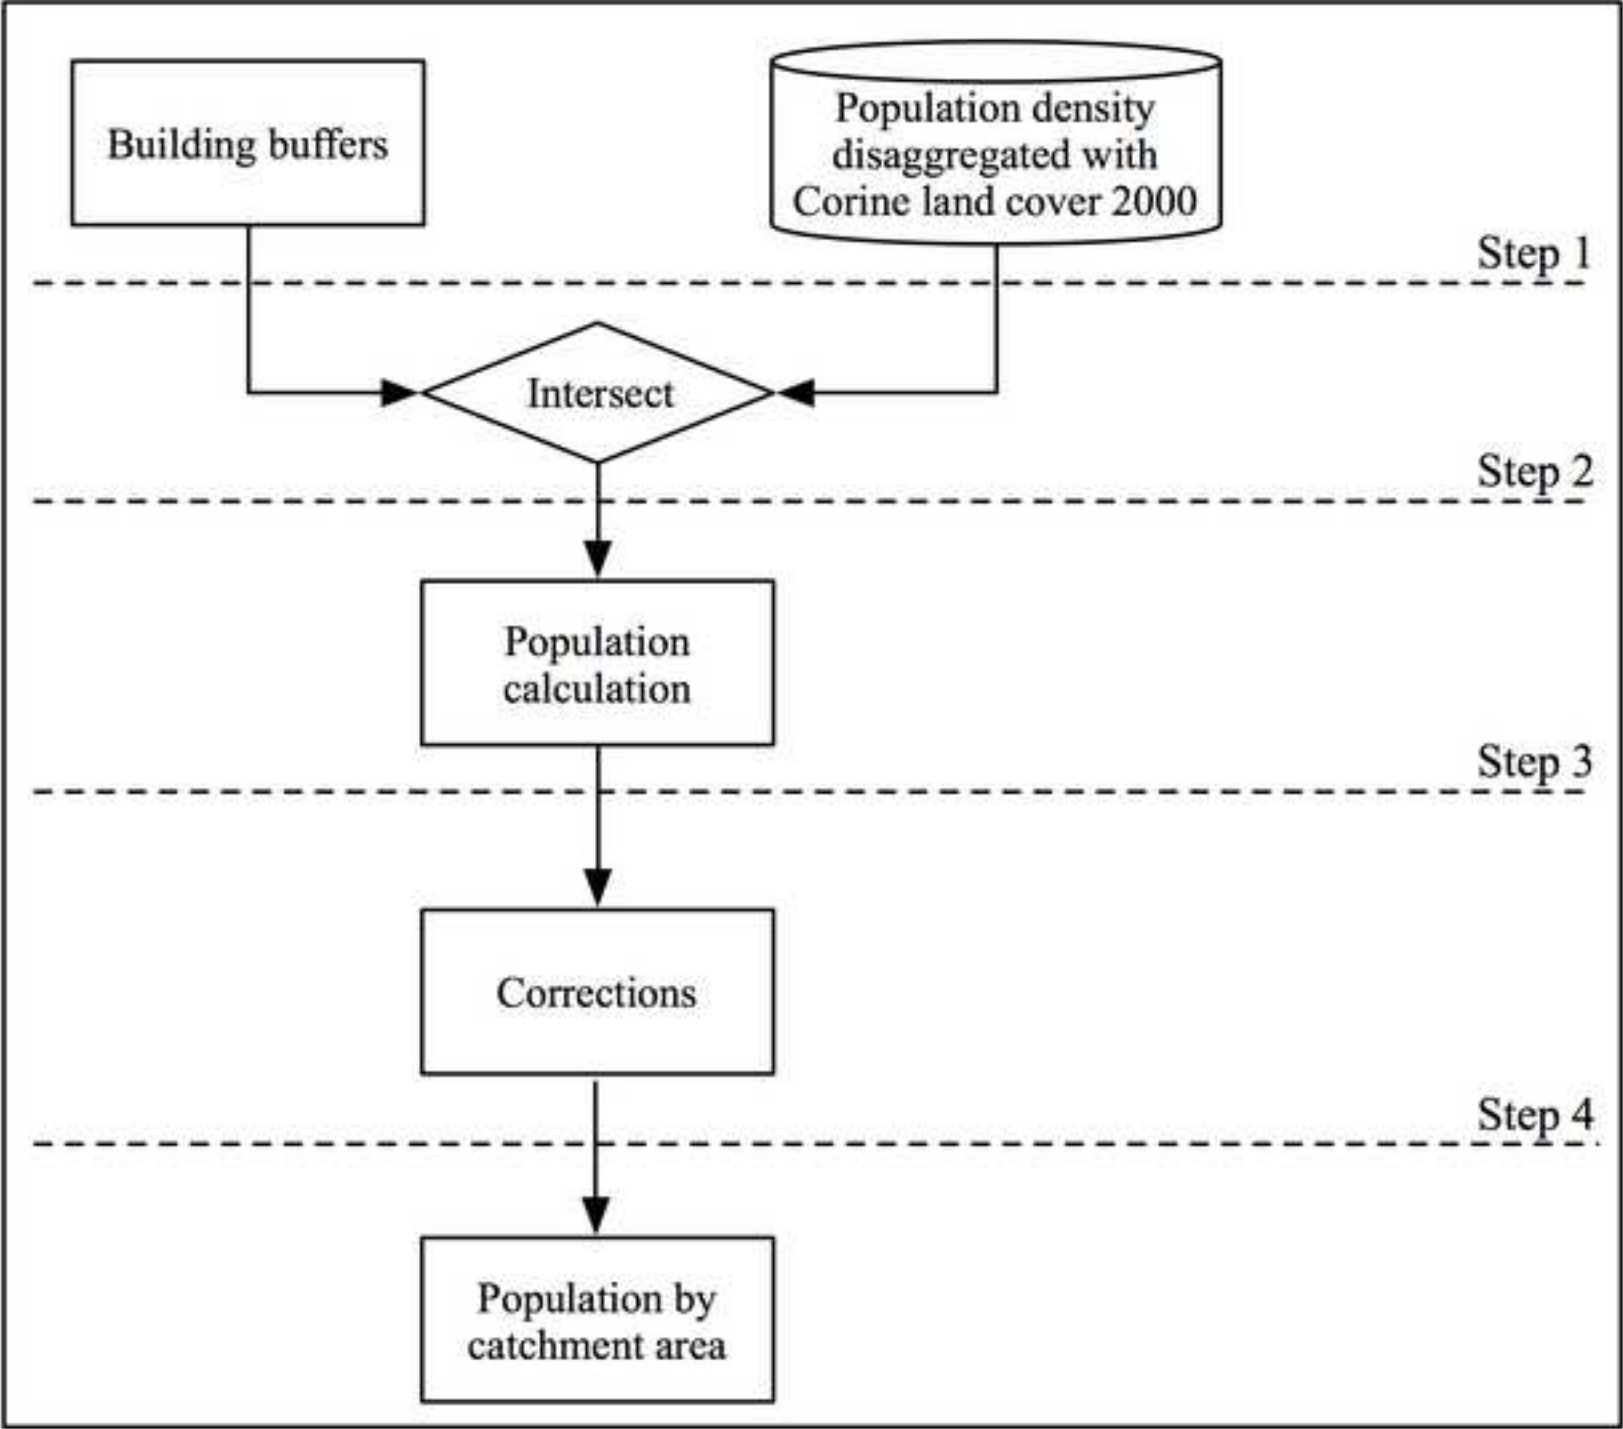 Building buffers
Population density
disaggregated with
Corine land cover 2000
Step 1
Intersect
Step 2
Population
calculation
Step 3
Corrections
Step 4
Population by
catchment area